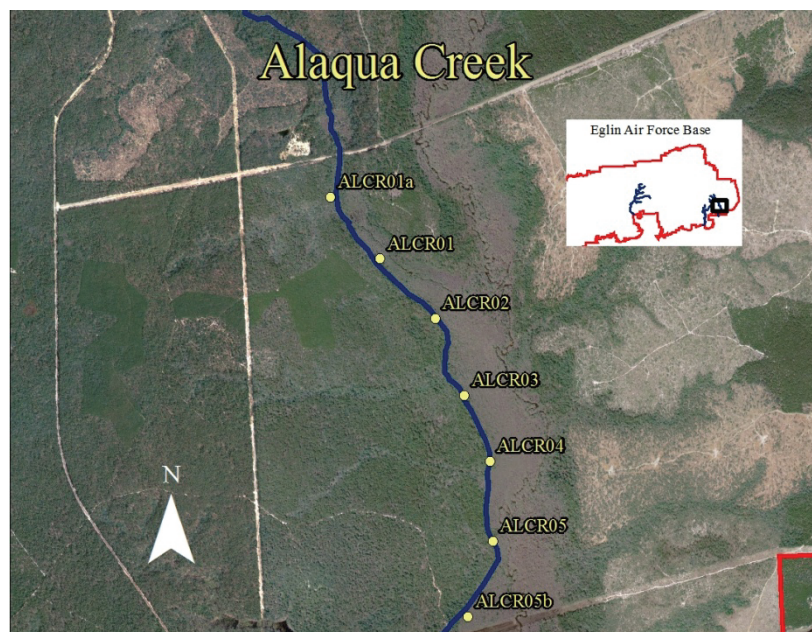 Alaqua Creek
Eglin Air Force Base
ALCR01a
ALCR01
ALCR02
ALCR03
ALCR04
N
ALCR05
ALCR05b